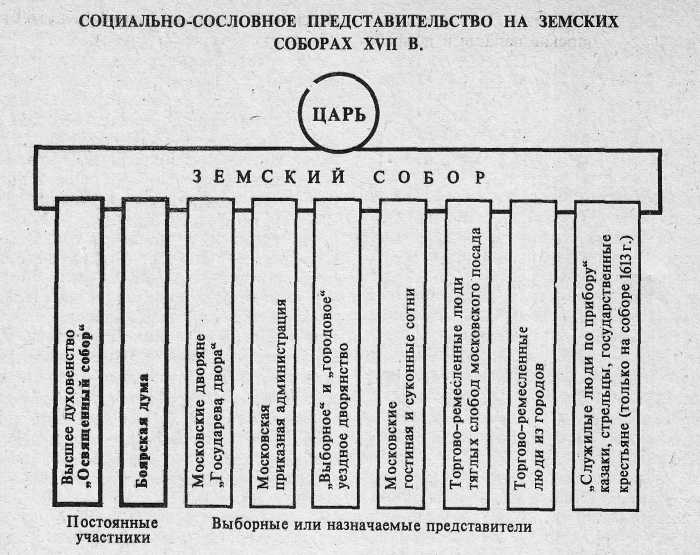 СОЦИАЛЬНО-СОСЛОВНОЕ ПРЕДСТАВИТЕЛЬСТВО НА ЗЕМСКИХ
СОБОРАХ XVII В.
ЦАРЬ
ЗЕМСКИЙ СОБОР
Высшее духовенство
„Освященный собор“
Боярская дума
Московские дворяне
„Государева двора“
Московская
приказная администрация
„Выборное“ и „городовое“
уездное дворянство
Московские
гостиная и суконные сотни
Торгово-ремесленные люди
тяглых слобод московского посада
Торгово-ремесленные
люди из городов
„Служилые люди по прибору“
казаки, стрельцы, государственные
крестьяне (только на соборе 1613 г.)
Постоянные
участники
Выборные или назначаемые представители